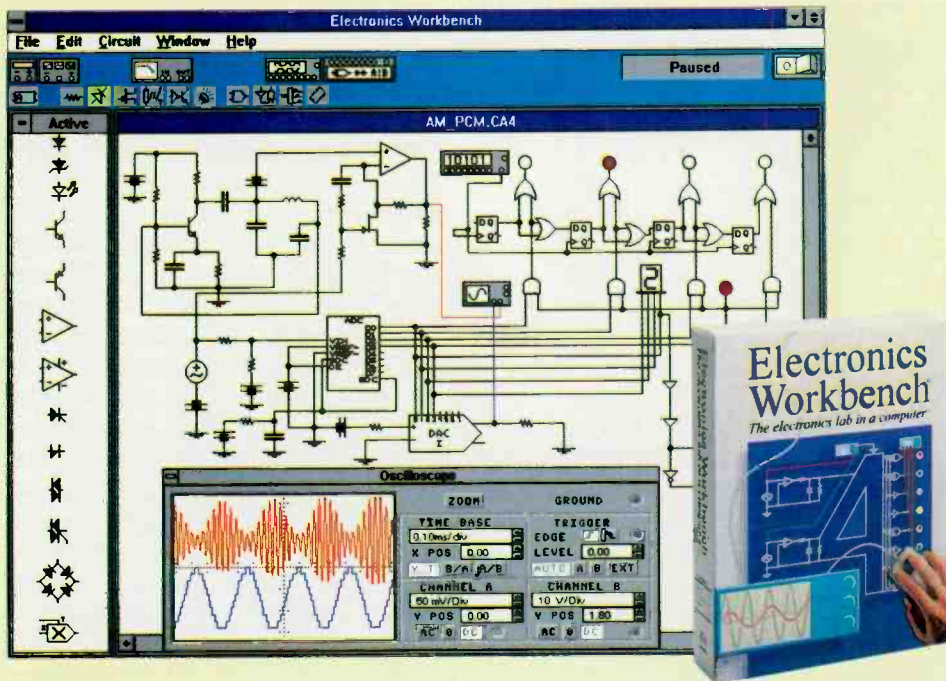 Electronics Workbench
File Edit Circuit Window Help
Paused
Active
AM_PCM.CA4
10101
2
ADC
DAC
I
Oscilloscope
ZOOM GROUND
TIME BASE
0.10ms/div
X POS 0.00
Y T B/A A/B
TRIGGER
EDGE
LEVEL 0.00
AUTO A B EXT
CHANNEL A
50 mV/Div
Y POS 0.00
AC 0 DC
CHANNEL B
10 V/Div
Y POS 1.80
AC 0 DC
Electronics
Workbench
The electronics lab in a computer